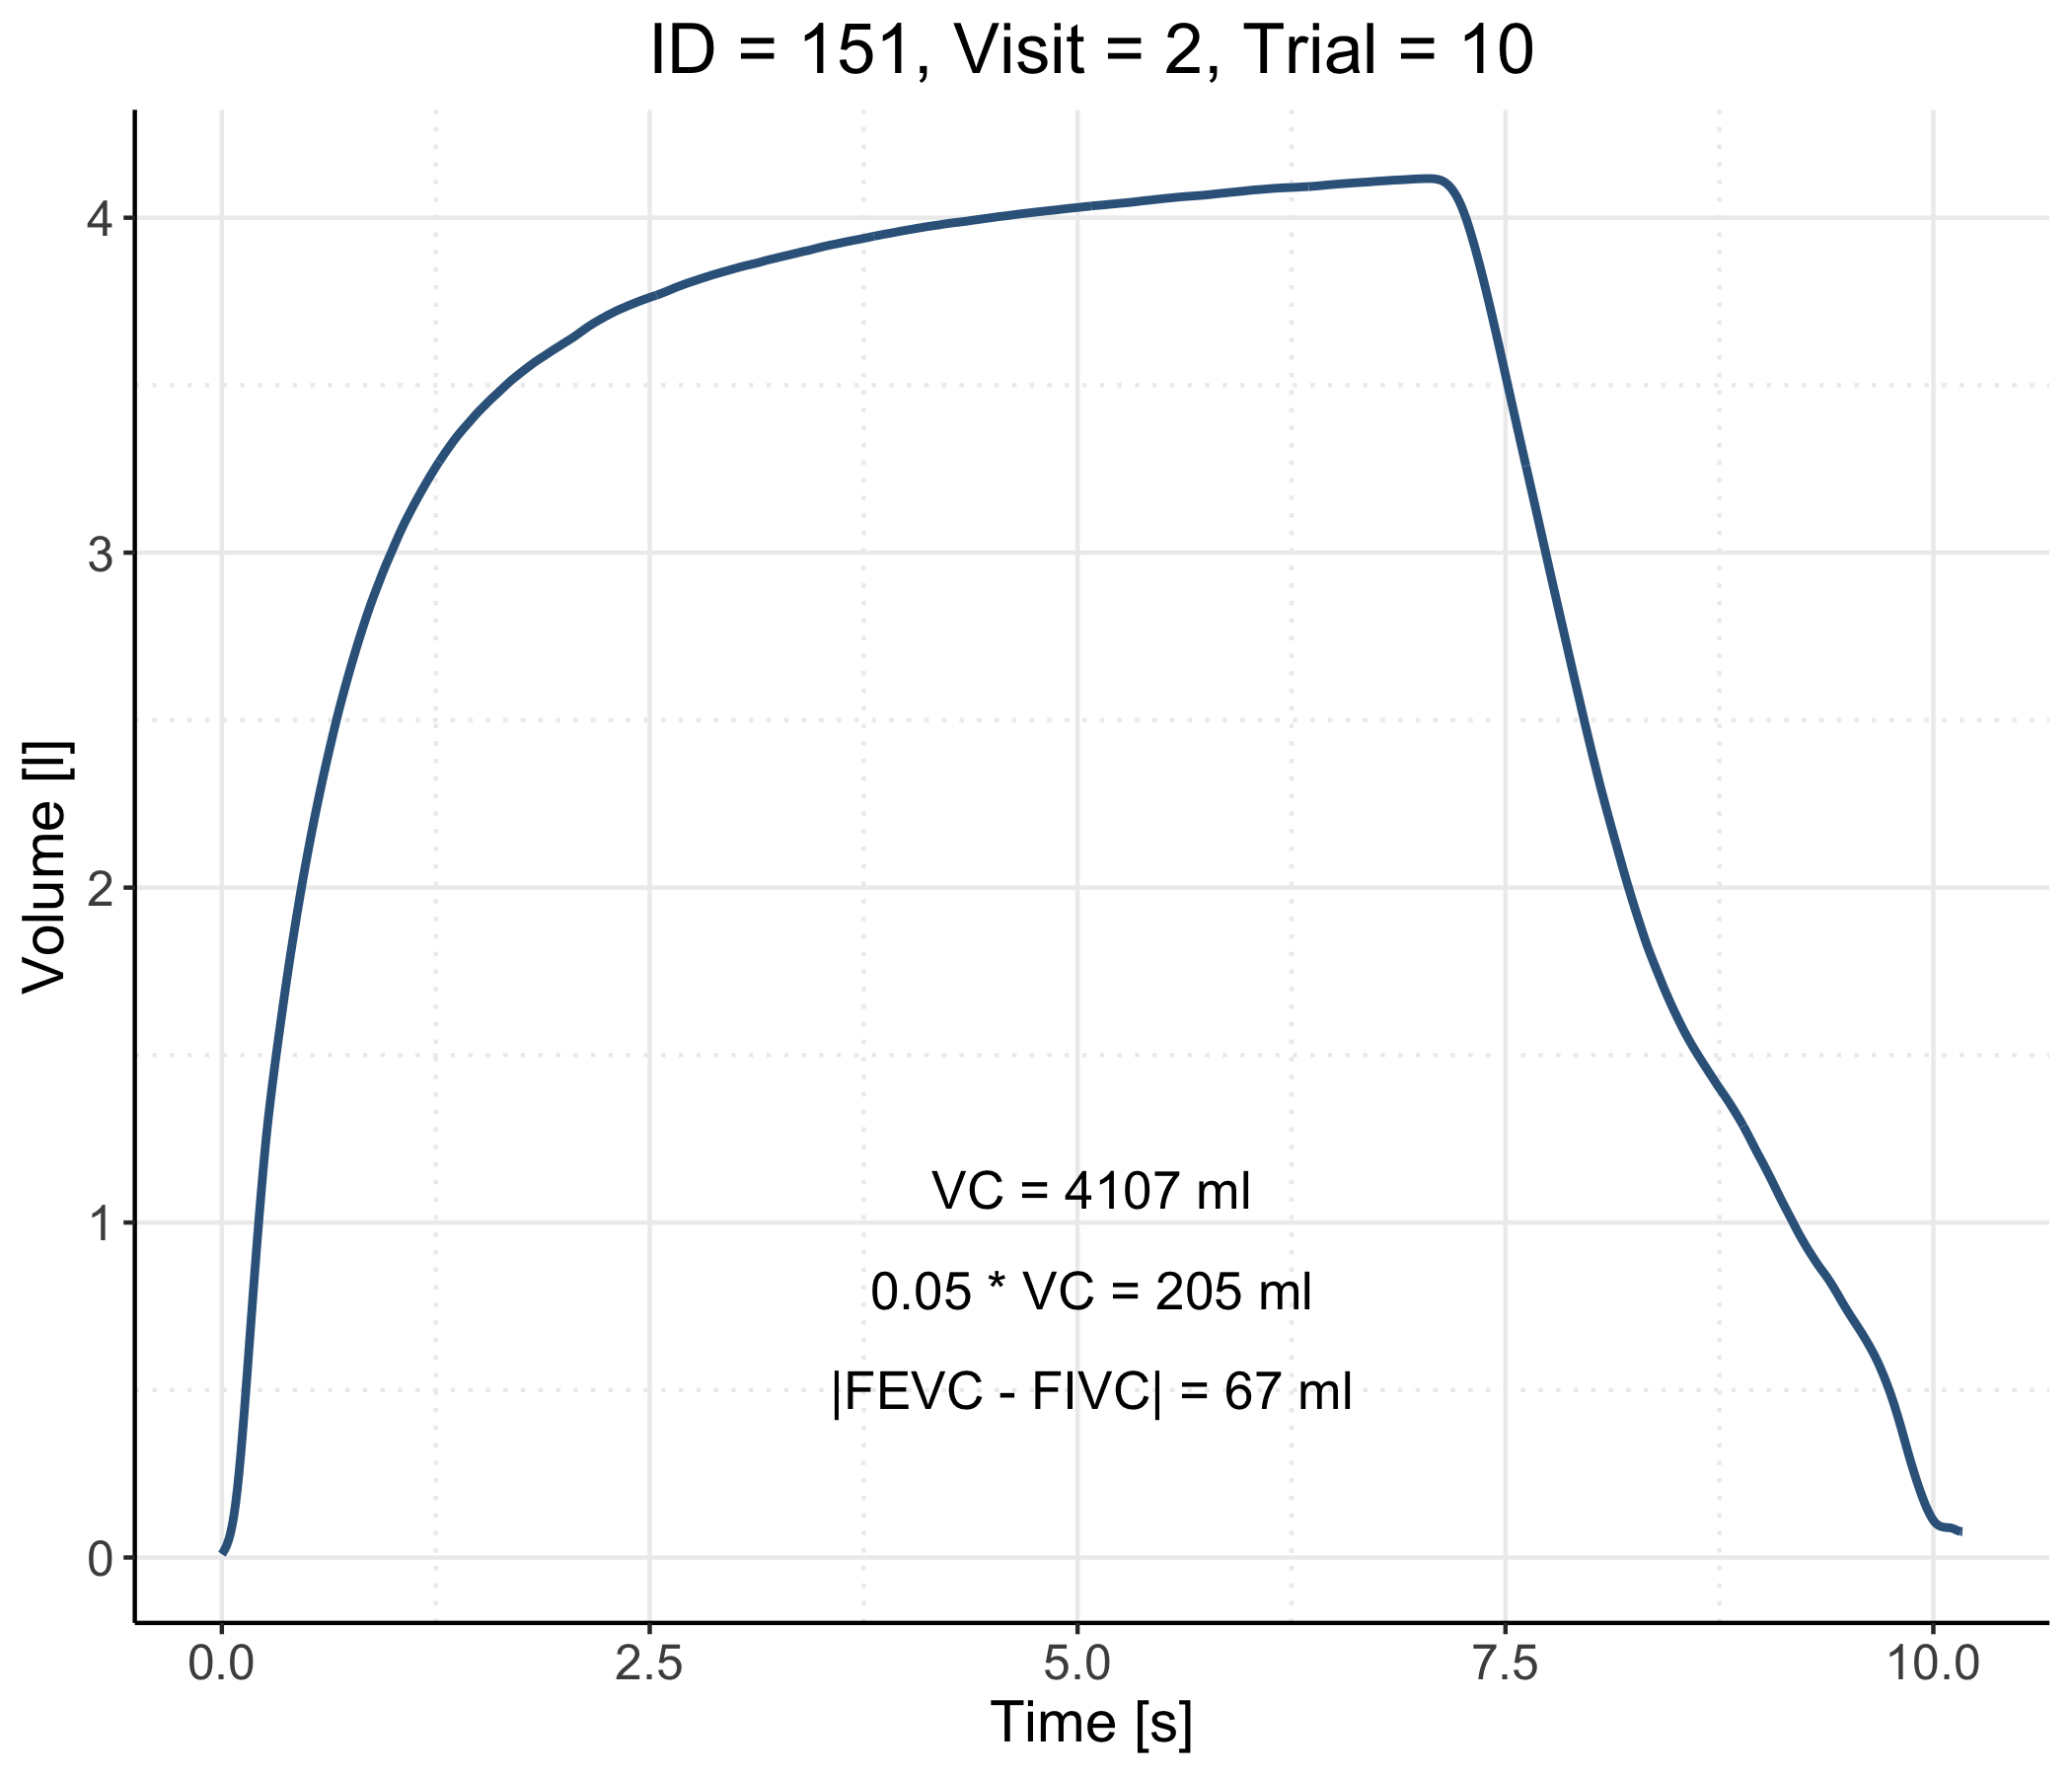 ID = 151, Visit = 2, Trial = 10
4
3
2
1
0
Volume [l]
VC = 4107 ml
0.05 * VC = 205 ml
|FEVC - FIVC| = 67 ml
0.0 2.5 5.0 7.5 10.0
Time [s]